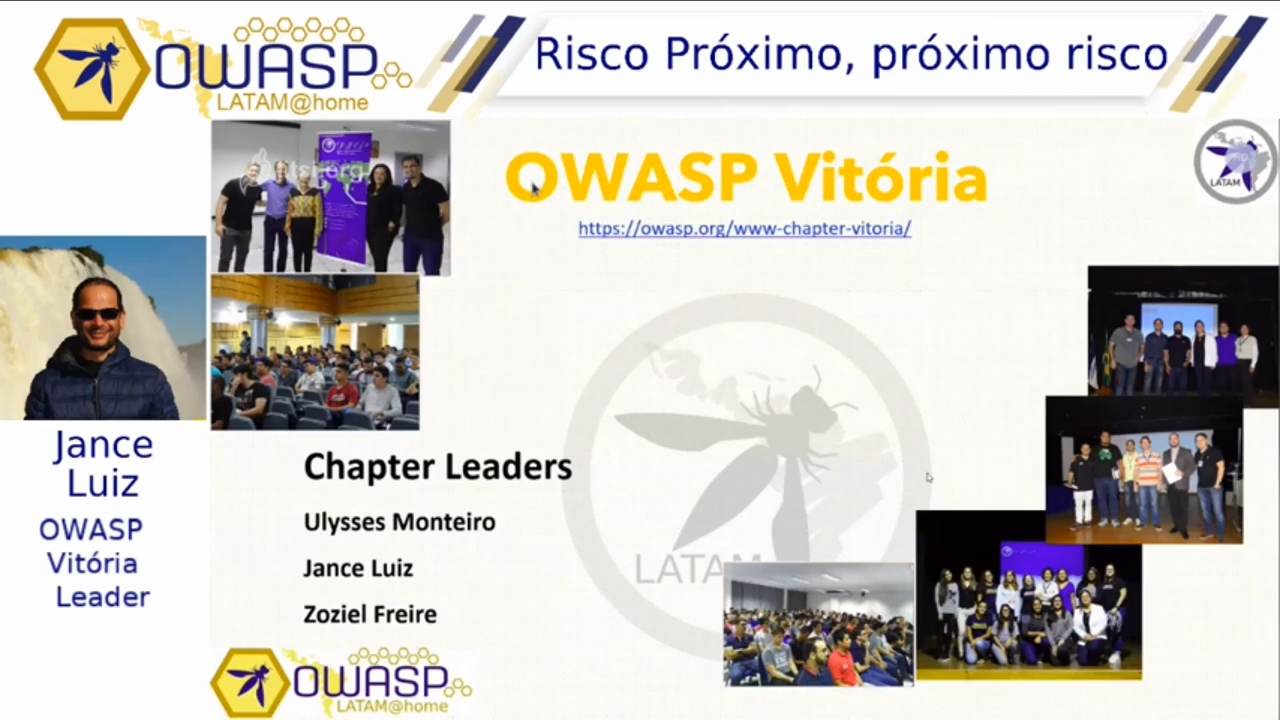 OWASP
LATAM@home
Risco Próximo, próximo risco
OWASP Vitória
https://owasp.org/www-chapter-vitoria/
LATAM
Jance
Luiz
OWASP
Vitória
Leader
Chapter Leaders
Ulysses Monteiro
Jance Luiz
Zoziel Freire
LATAM
OWASP
LATAM@home